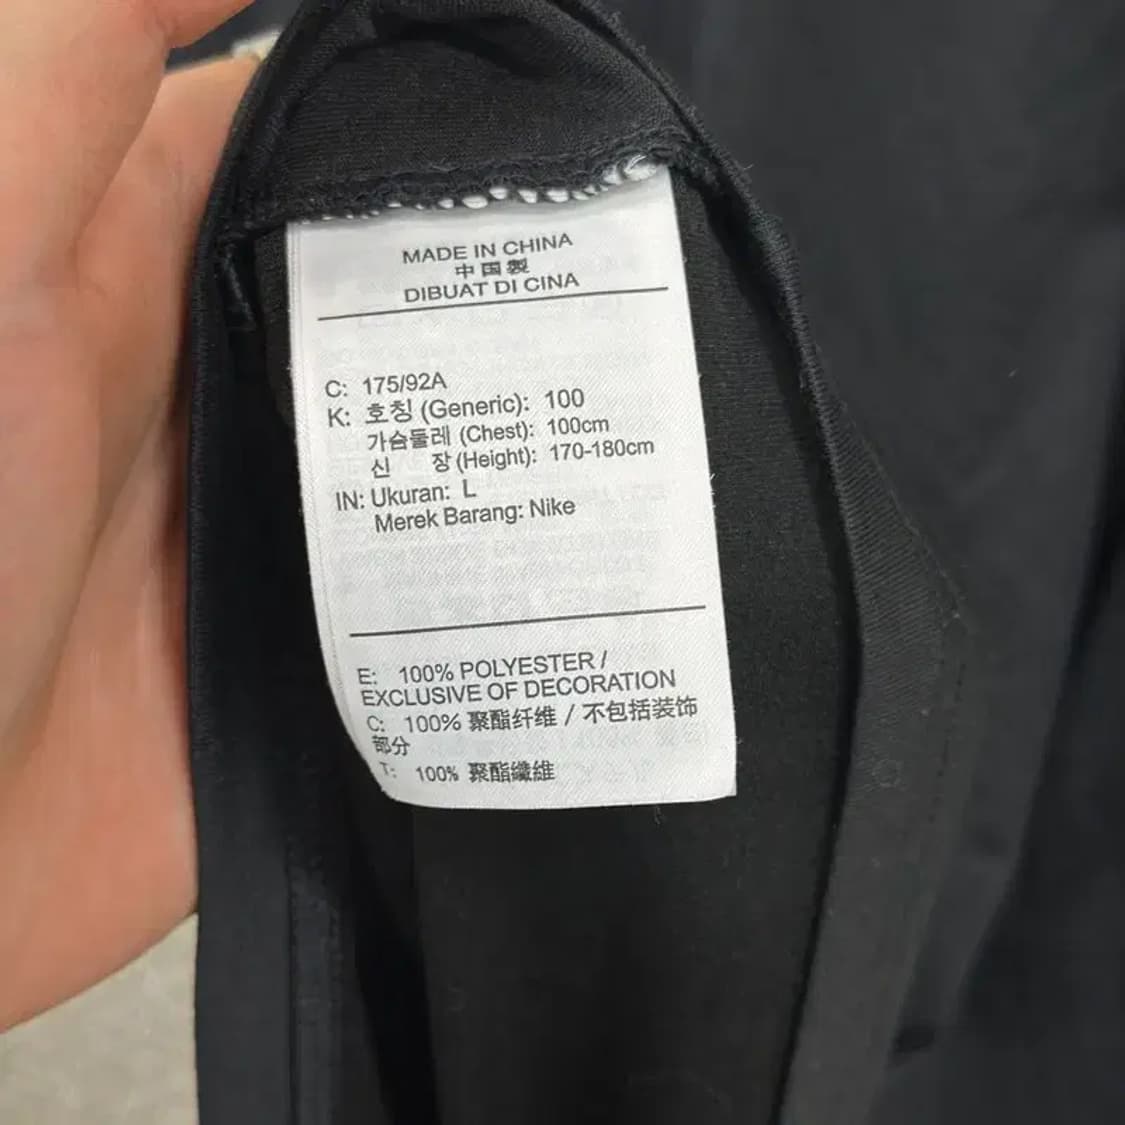 MADE IN CHINA
中国製
DIBUAT DI CINA
C: 175/92A
K: 호칭 (Generic): 100
가슴둘레 (Chest): 100cm
신 장 (Height): 170-180cm
IN: Ukuran: L
Merek Barang: Nike
E: 100% POLYESTER /
EXCLUSIVE OF DECORATION
C: 100% 聚酯纤维 / 不包括装饰
部分
T: 100% 聚酯纖維